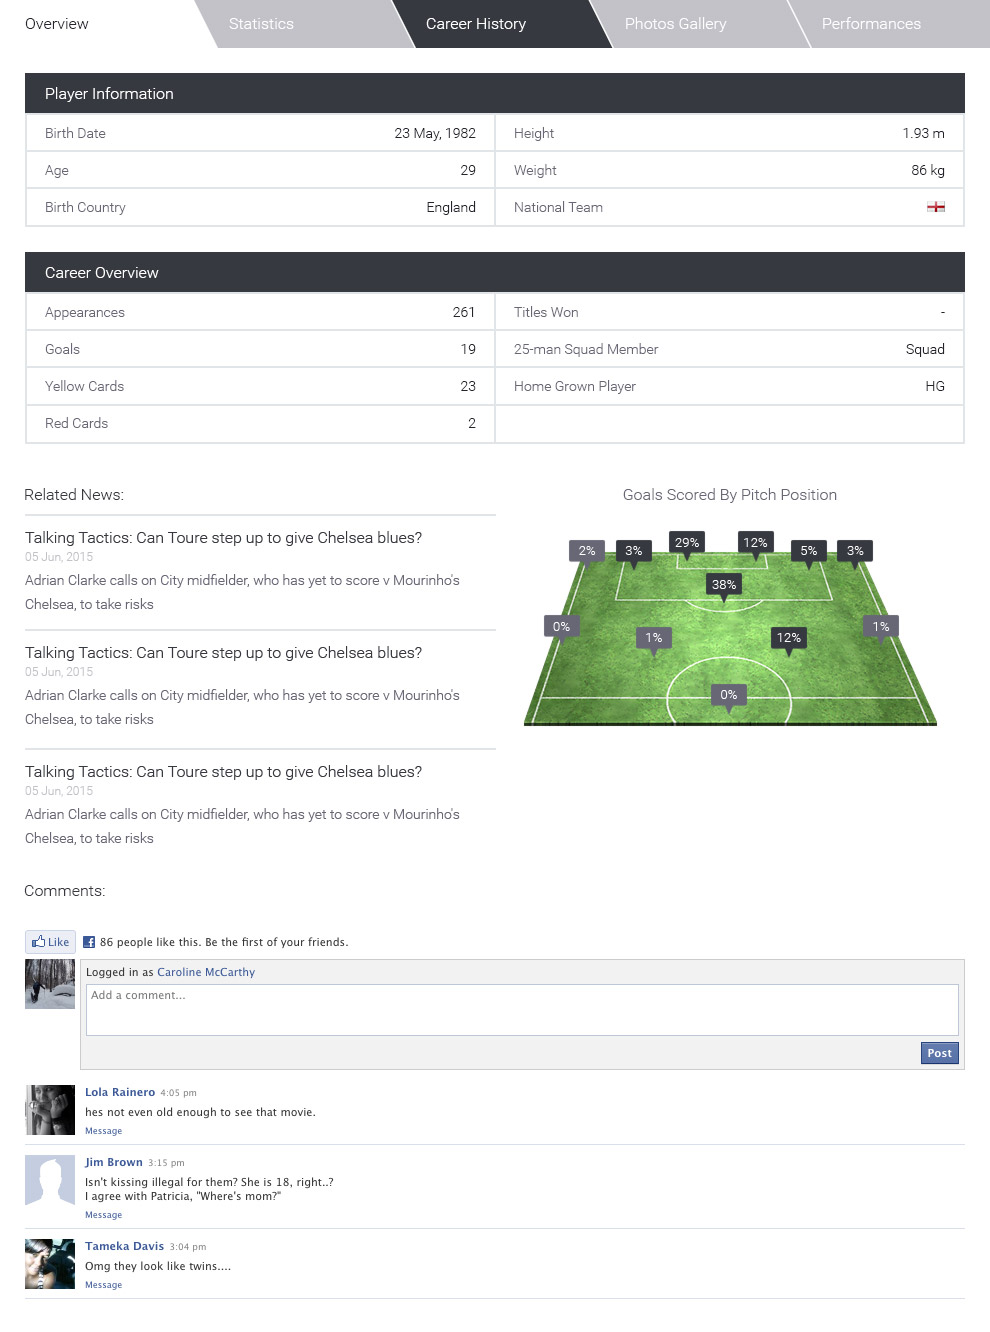 Overview
Statistics
Career History
Photos Gallery
Performances
Player Information
Birth Date 23 May, 1982
Height 1.93 m
Age 29
Weight 86 kg
Birth Country England
National Team
Career Overview
Appearances 261
Titles Won -
Goals 19
25-man Squad Member Squad
Yellow Cards 23
Home Grown Player HG
Red Cards 2
Related News:
Talking Tactics: Can Toure step up to give Chelsea blues?
05 Jun, 2015
Adrian Clarke calls on City midfielder, who has yet to score v Mourinho's
Chelsea, to take risks
Talking Tactics: Can Toure step up to give Chelsea blues?
05 Jun, 2015
Adrian Clarke calls on City midfielder, who has yet to score v Mourinho's
Chelsea, to take risks
Talking Tactics: Can Toure step up to give Chelsea blues?
05 Jun, 2015
Adrian Clarke calls on City midfielder, who has yet to score v Mourinho's
Chelsea, to take risks
Goals Scored By Pitch Position
2% 3% 29% 12% 5% 3%
38%
0% 1% 12% 1%
0%
Comments:
Like 86 people like this. Be the first of your friends.
Logged in as Caroline McCarthy
Add a comment...
Post
Lola Rainero 4:05 pm
hes not even old enough to see that movie.
Message
Jim Brown 3:15 pm
Isn't kissing illegal for them? She is 18, right..?
I agree with Patricia, "Where's mom?"
Message
Tameka Davis 3:04 pm
Omg they look like twins....
Message